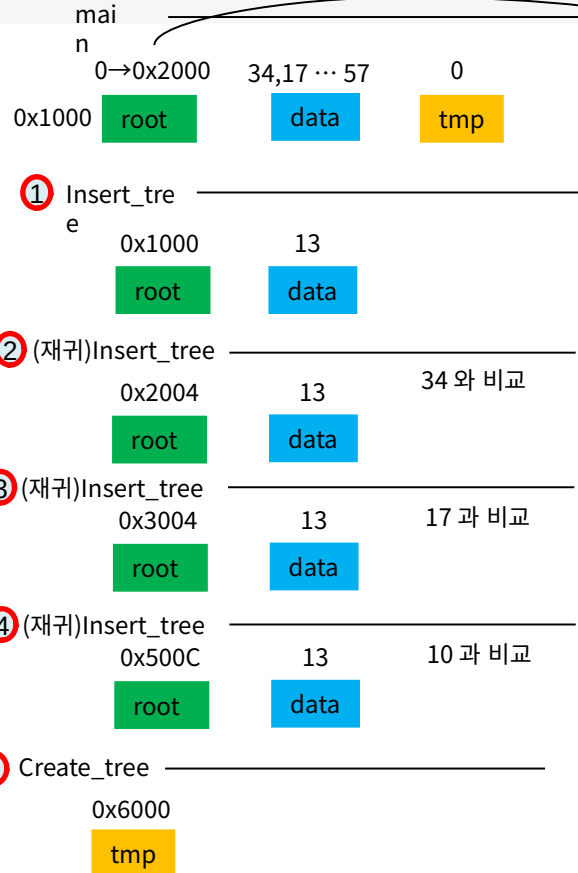 mai
n
0→0x2000 34,17 … 57 0
0x1000 root data tmp
1 Insert_tre
e
0x1000 13
root data
2 (재귀)Insert_tree
34 와 비교
0x2004 13
root data
3 (재귀)Insert_tree
17 과 비교
0x3004 13
root data
4 (재귀)Insert_tree
10 과 비교
0x500C 13
root data
Create_tree
0x6000
tmp